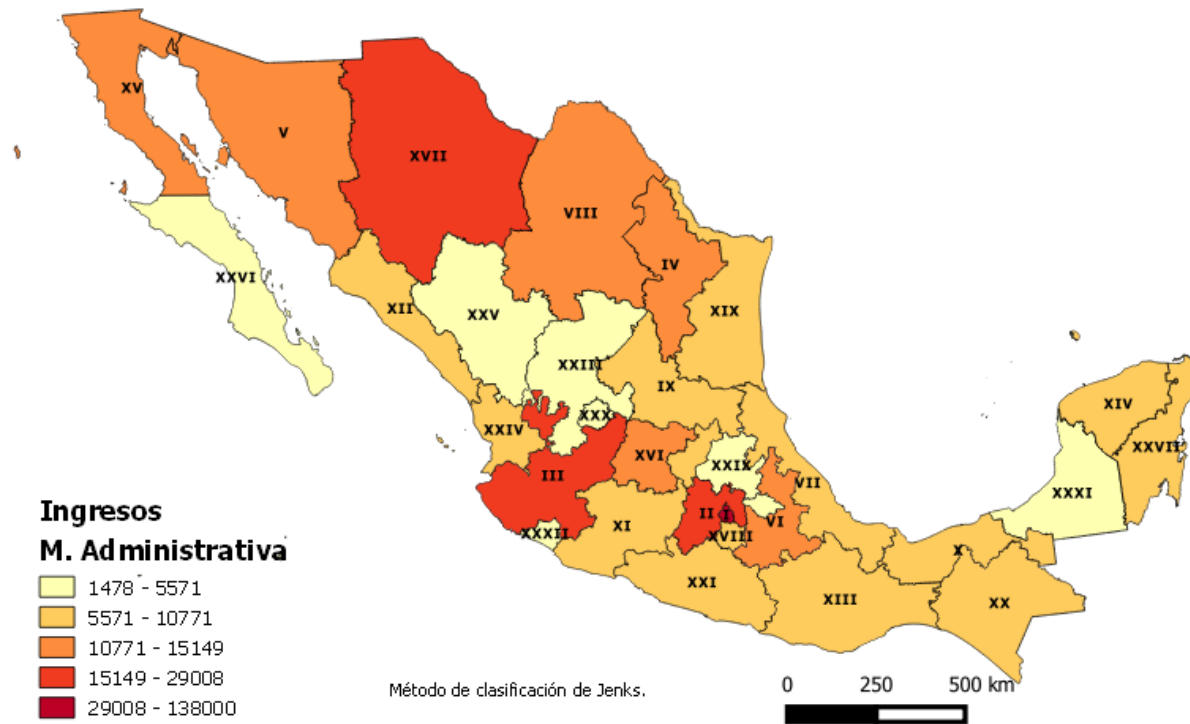 XV
V
XVII
VIII
IV
XXVI
XII
XXV
XIX
XXIII
IX
XXIV
XXX
XIV
XXVII
XVI
XXIX
III
VII
XXXI
II
I
VI
XXXII
XI
XVIII
X
XXI
XIII
XX
Ingresos
M. Administrativa
1478 - 5571
5571 - 10771
10771 - 15149
15149 - 29008
29008 - 138000
Método de clasificación de Jenks.
0 250 500 km